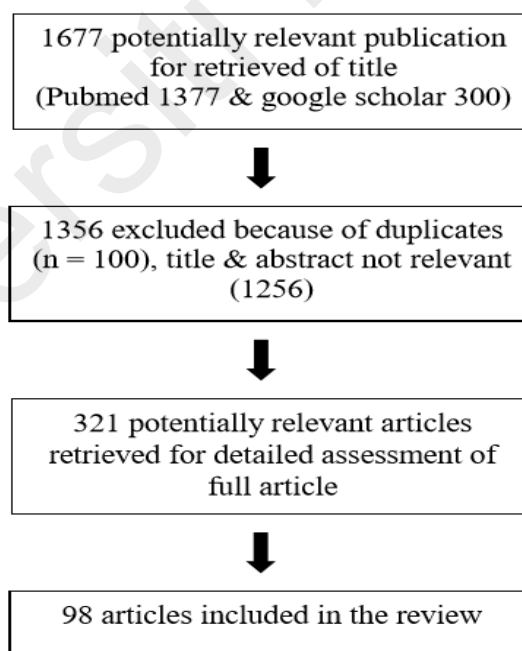 1677 potentially relevant publication
for retrieved of title
(Pubmed 1377 & google scholar 300)
1356 excluded because of duplicates
(n = 100), title & abstract not relevant
(1256)
321 potentially relevant articles
retrieved for detailed assessment of
full article
98 articles included in the review